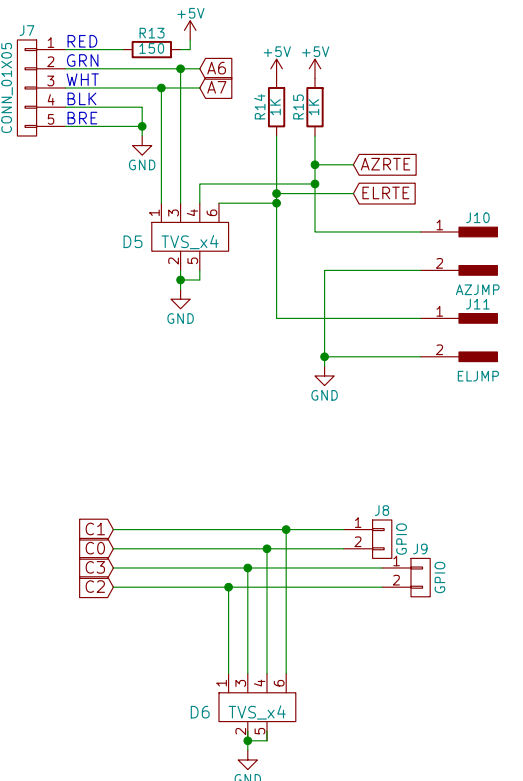 J7
CONN_01X05
1 RED
2 GRN
3 WHT
4 BLK
5 BRE
R13
150
+5V
A6
A7
GND
+5V
+5V
R14
1K
R15
1K
AZRTE
ELRTE
1
3
4
6
D5
TVS_x4
2
5
GND
J10
1
2
AZJMP
J11
1
2
ELJMP
GND
C1
C0
C3
C2
J8
1
2
GPIO
J9
1
2
GPIO
1
3
4
6
D6
TVS_x4
2
5
GND